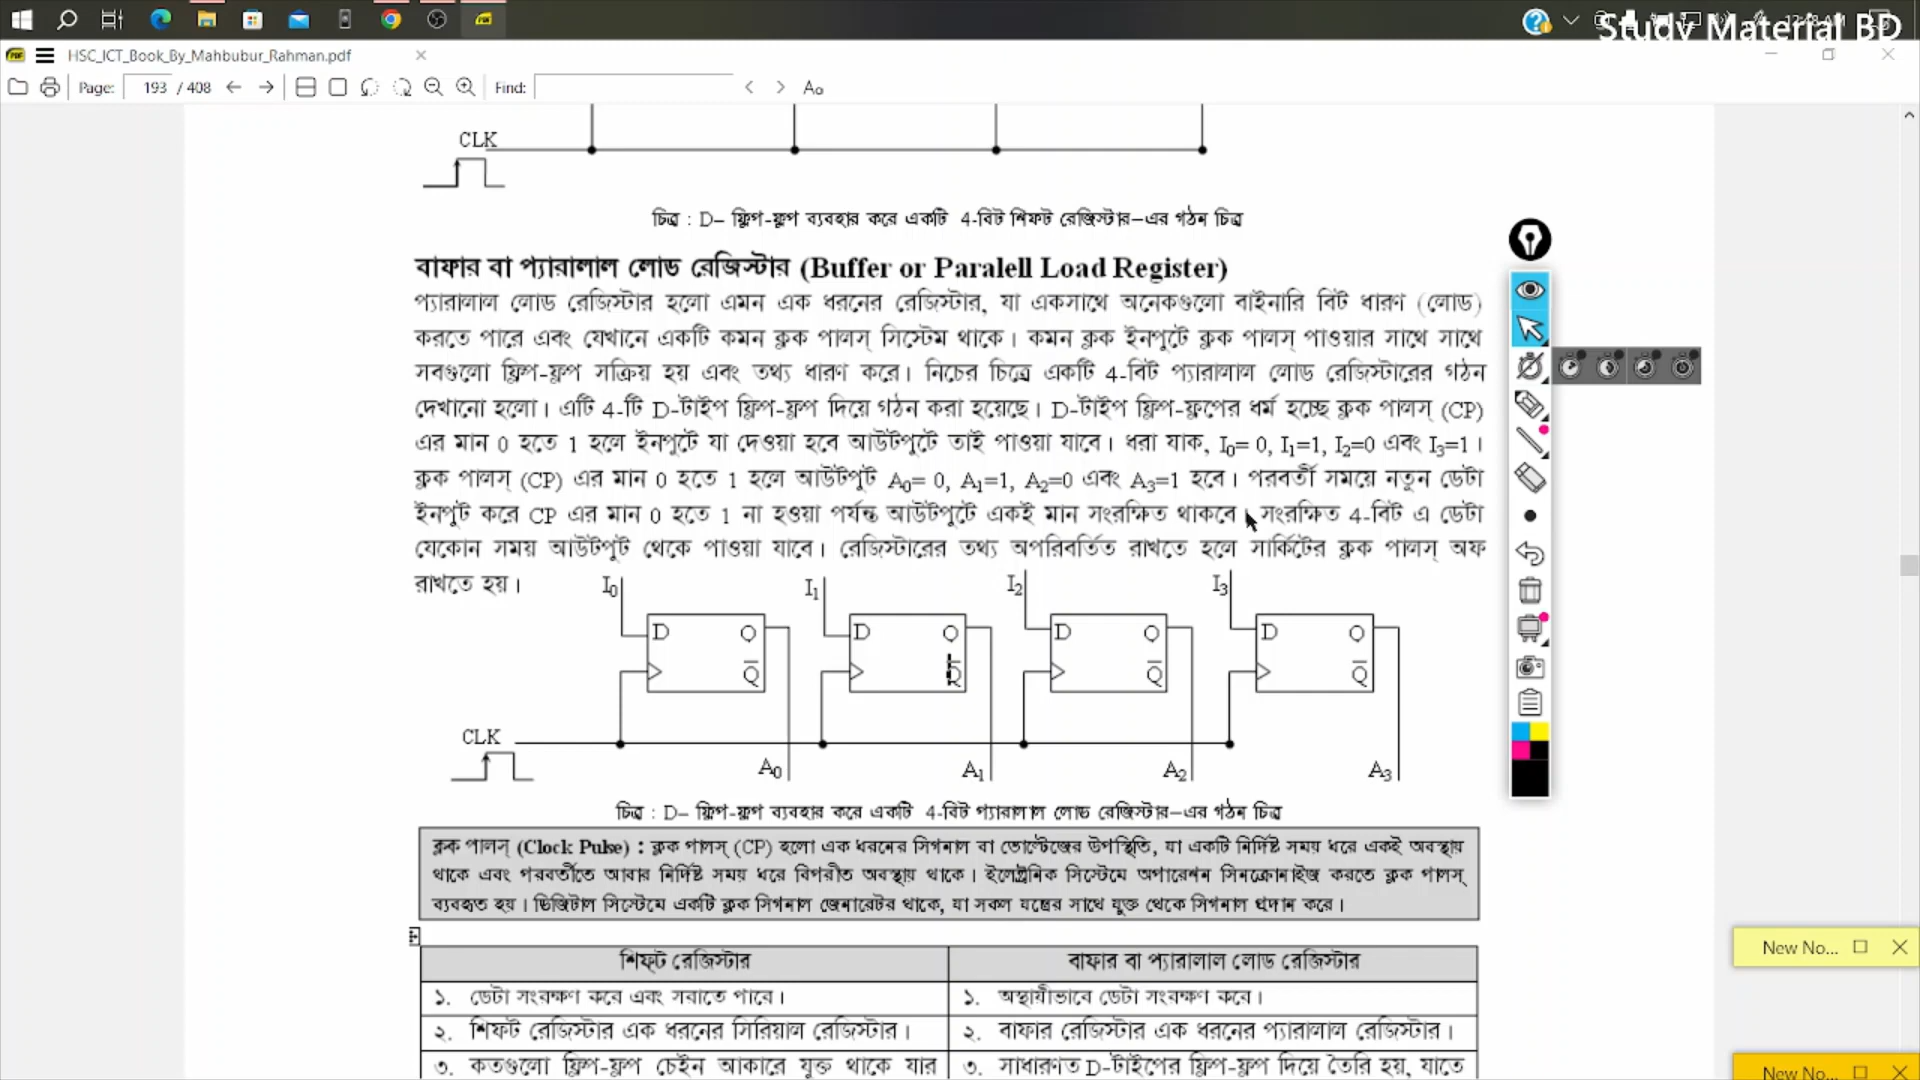 Study Material BD
HSC_ICT_Book_By_Mahbubur_Rahman.pdf
Page: 193 / 408 Find:
CLK
চিত্র : D– ফ্লিপ-ফ্লপ ব্যবহার করে একটি 4-বিট শিফট রেজিস্টার–এর গঠন চিত্র
বাফার বা প্যারালাল লোড রেজিস্টার (Buffer or Paralell Load Register)
প্যারালাল লোড রেজিস্টার হলো এমন এক ধরনের রেজিস্টার, যা একসাথে অনেকগুলো বাইনারি বিট ধারণ (লোড)
করতে পারে এবং যেখানে একটি কমন ক্লক পালস্ সিস্টেম থাকে। কমন ক্লক ইনপুটে ক্লক পালস্ পাওয়ার সাথে সাথে
সবগুলো ফ্লিপ-ফ্লপ সক্রিয় হয় এবং তথ্য ধারণ করে। নিচের চিত্রে একটি 4-বিট প্যারালাল লোড রেজিস্টারের গঠন
দেখানো হলো। এটি 4-টি D-টাইপ ফ্লিপ-ফ্লপ দিয়ে গঠন করা হয়েছে। D-টাইপ ফ্লিপ-ফ্লপের ধর্ম হচ্ছে ক্লক পালস্ (CP)
এর মান 0 হতে 1 হলে ইনপুটে যা দেওয়া হবে আউটপুটে তাই পাওয়া যাবে। ধরা যাক, I₀= 0, I₁=1, I₂=0 এবং I₃=1।
ক্লক পালস্ (CP) এর মান 0 হতে 1 হলে আউটপুট A₀= 0, A₁=1, A₂=0 এবং A₃=1 হবে। পরবর্তী সময়ে নতুন ডেটা
ইনপুট করে CP এর মান 0 হতে 1 না হওয়া পর্যন্ত আউটপুটে একই মান সংরক্ষিত থাকবে। সংরক্ষিত 4-বিট এ ডেটা
যেকোন সময় আউটপুট থেকে পাওয়া যাবে। রেজিস্টারের তথ্য অপরিবর্তিত রাখতে হলে সার্কিটের ক্লক পালস্ অফ
রাখতে হয়।
I₀ I₁ I₂ I₃
D Q D Q D Q D Q
Q̅ Q̅ Q̅ Q̅
CLK
A₀ A₁ A₂ A₃
চিত্র : D– ফ্লিপ-ফ্লপ ব্যবহার করে একটি 4-বিট প্যারালাল লোড রেজিস্টার–এর গঠন চিত্র
ক্লক পালস্ (Clock Pulse) : ক্লক পালস্ (CP) হলো এক ধরনের সিগনাল বা ভোল্টেজের উপস্থিতি, যা একটি নির্দিষ্ট সময় ধরে একই অবস্থায়
থাকে এবং পরবর্তীতে আবার নির্দিষ্ট সময় ধরে বিপরীত অবস্থায় থাকে। ইলেক্ট্রনিক সিস্টেমে অপারেশন সিনক্রোনাইজ করতে ক্লক পালস্
ব্যবহৃত হয়। ডিজিটাল সিস্টেমে একটি ক্লক সিগনাল জেনারেটর থাকে, যা সকল যন্ত্রের সাথে যুক্ত থেকে সিগনাল প্রদান করে।
শিফ্‌ট রেজিস্টার বাফার বা প্যারালাল লোড রেজিস্টার
১. ডেটা সংরক্ষণ করে এবং সরাতে পারে। ১. অস্থায়ীভাবে ডেটা সংরক্ষণ করে।
২. শিফট রেজিস্টার এক ধরনের সিরিয়াল রেজিস্টার। ২. বাফার রেজিস্টার এক ধরনের প্যারালাল রেজিস্টার।
৩. কতগুলো ফ্লিপ-ফ্লপ চেইন আকারে যুক্ত থাকে যার ৩. সাধারণত D-টাইপের ফ্লিপ-ফ্লপ দিয়ে তৈরি হয়, যাতে
New No...
New No...